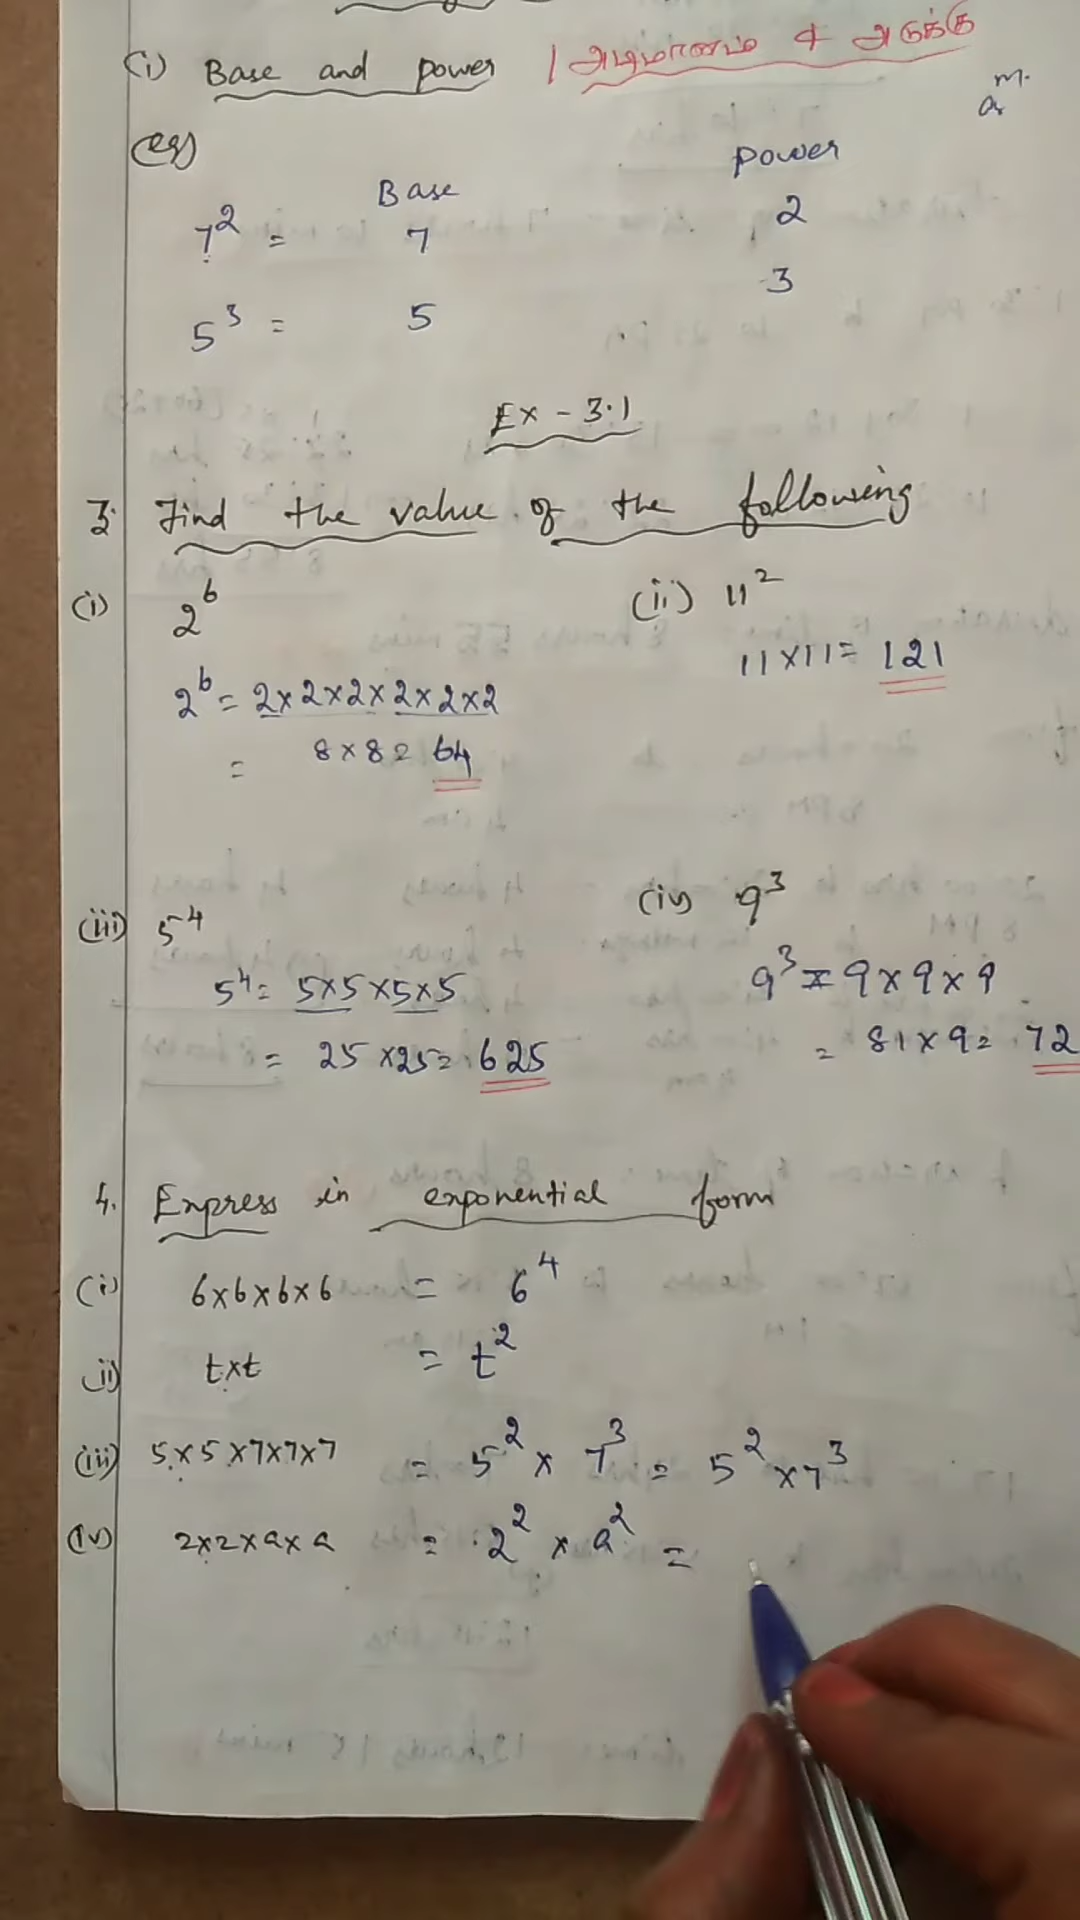 (i) Base and power | அடிமானம் & அடுக்கு
a^m.
(eg)
Base power
7² = 7 2
5³ = 5 3
Ex - 3.1
3. Find the value of the following
(i) 2⁶ (ii) 11²
2⁶ = 2×2×2×2×2×2 11×11= 121
= 8×8= 64
(iii) 5⁴ (iv) 9³
5⁴= 5×5×5×5 9³ = 9×9×9
= 25×25= 625 = 81×9= 72
4. Express in exponential form
(i) 6×6×6×6 = 6⁴
ii) t×t = t²
(iii) 5×5×7×7×7 = 5² × 7³ = 5²×7³
(iv) 2×2×a×a = 2² × a² =